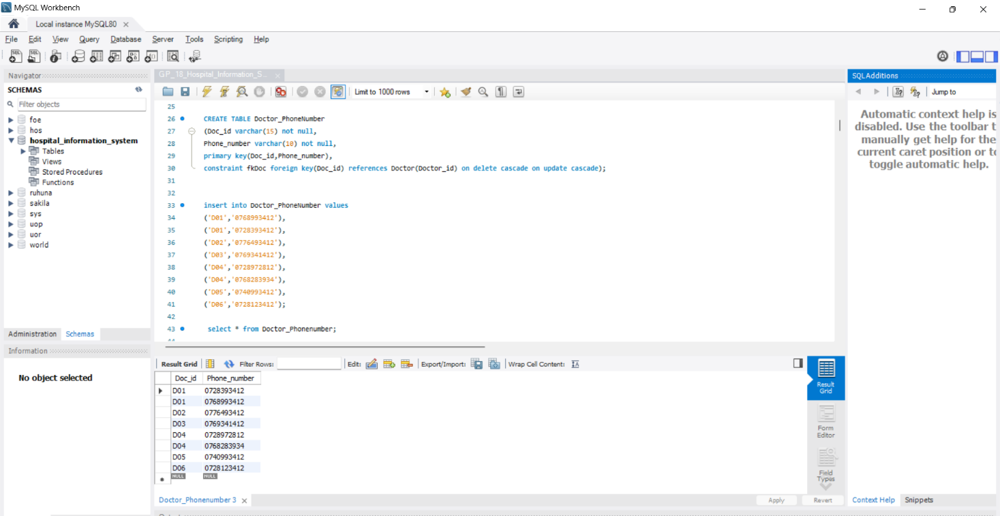 MySQL Workbench
Local instance MySQL80
File Edit View Query Database Server Tools Scripting Help
Navigator
SCHEMAS
Filter objects
foe
hos
hospital_information_system
Tables
Views
Stored Procedures
Functions
ruhuna
sakila
sys
uop
uor
world
Administration Schemas
Information
No object selected
GP_18_Hospital_Information_S...
Limit to 1000 rows
25
26 CREATE TABLE Doctor_PhoneNumber
27 (Doc_id varchar(15) not null,
28 Phone_number varchar(10) not null,
29 primary key(Doc_id,Phone_number),
30 constraint fkDoc foreign key(Doc_id) references Doctor(Doctor_id) on delete cascade on update cascade);
31
32
33 insert into Doctor_PhoneNumber values
34 ('D01','0768993412'),
35 ('D01','0728393412'),
36 ('D02','0776493412'),
37 ('D03','0769341412'),
38 ('D04','0728972812'),
39 ('D04','0768283934'),
40 ('D05','0740993412'),
41 ('D06','0728123412');
42
43 select * from Doctor_Phonenumber;
Result Grid Filter Rows: Edit: Export/Import: Wrap Cell Content:
Doc_id Phone_number
D01 0728393412
D01 0768993412
D02 0776493412
D03 0769341412
D04 0728972812
D04 0768283934
D05 0740993412
D06 0728123412
NULL NULL
Result
Grid
Form
Editor
Field
Types
Doctor_Phonenumber 3
Apply Revert
SQLAdditions
Jump to
Automatic context help is
disabled. Use the toolbar t
manually get help for the
current caret position or to
toggle automatic help.
Context Help Snippets